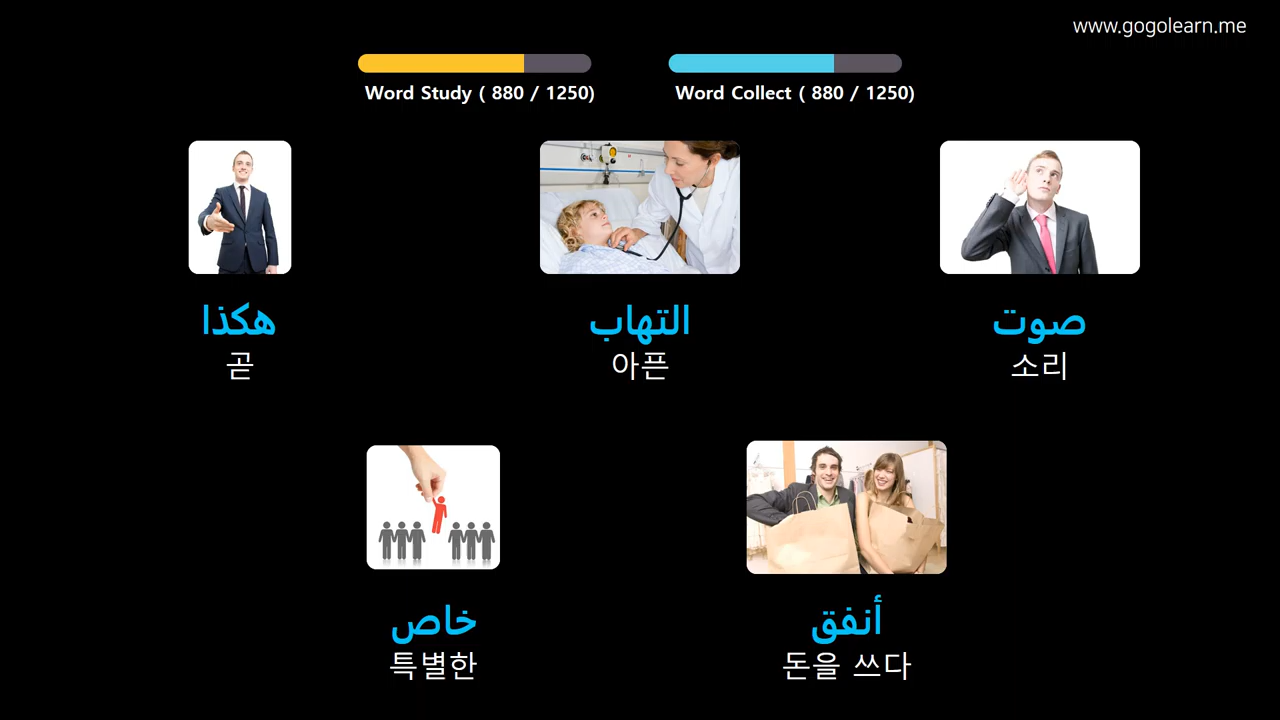 www.gogolearn.me
Word Study ( 880 / 1250)
Word Collect ( 880 / 1250)
هكذا
곧
التهاب
아픈
صوت
소리
خاص
특별한
أنفق
돈을 쓰다